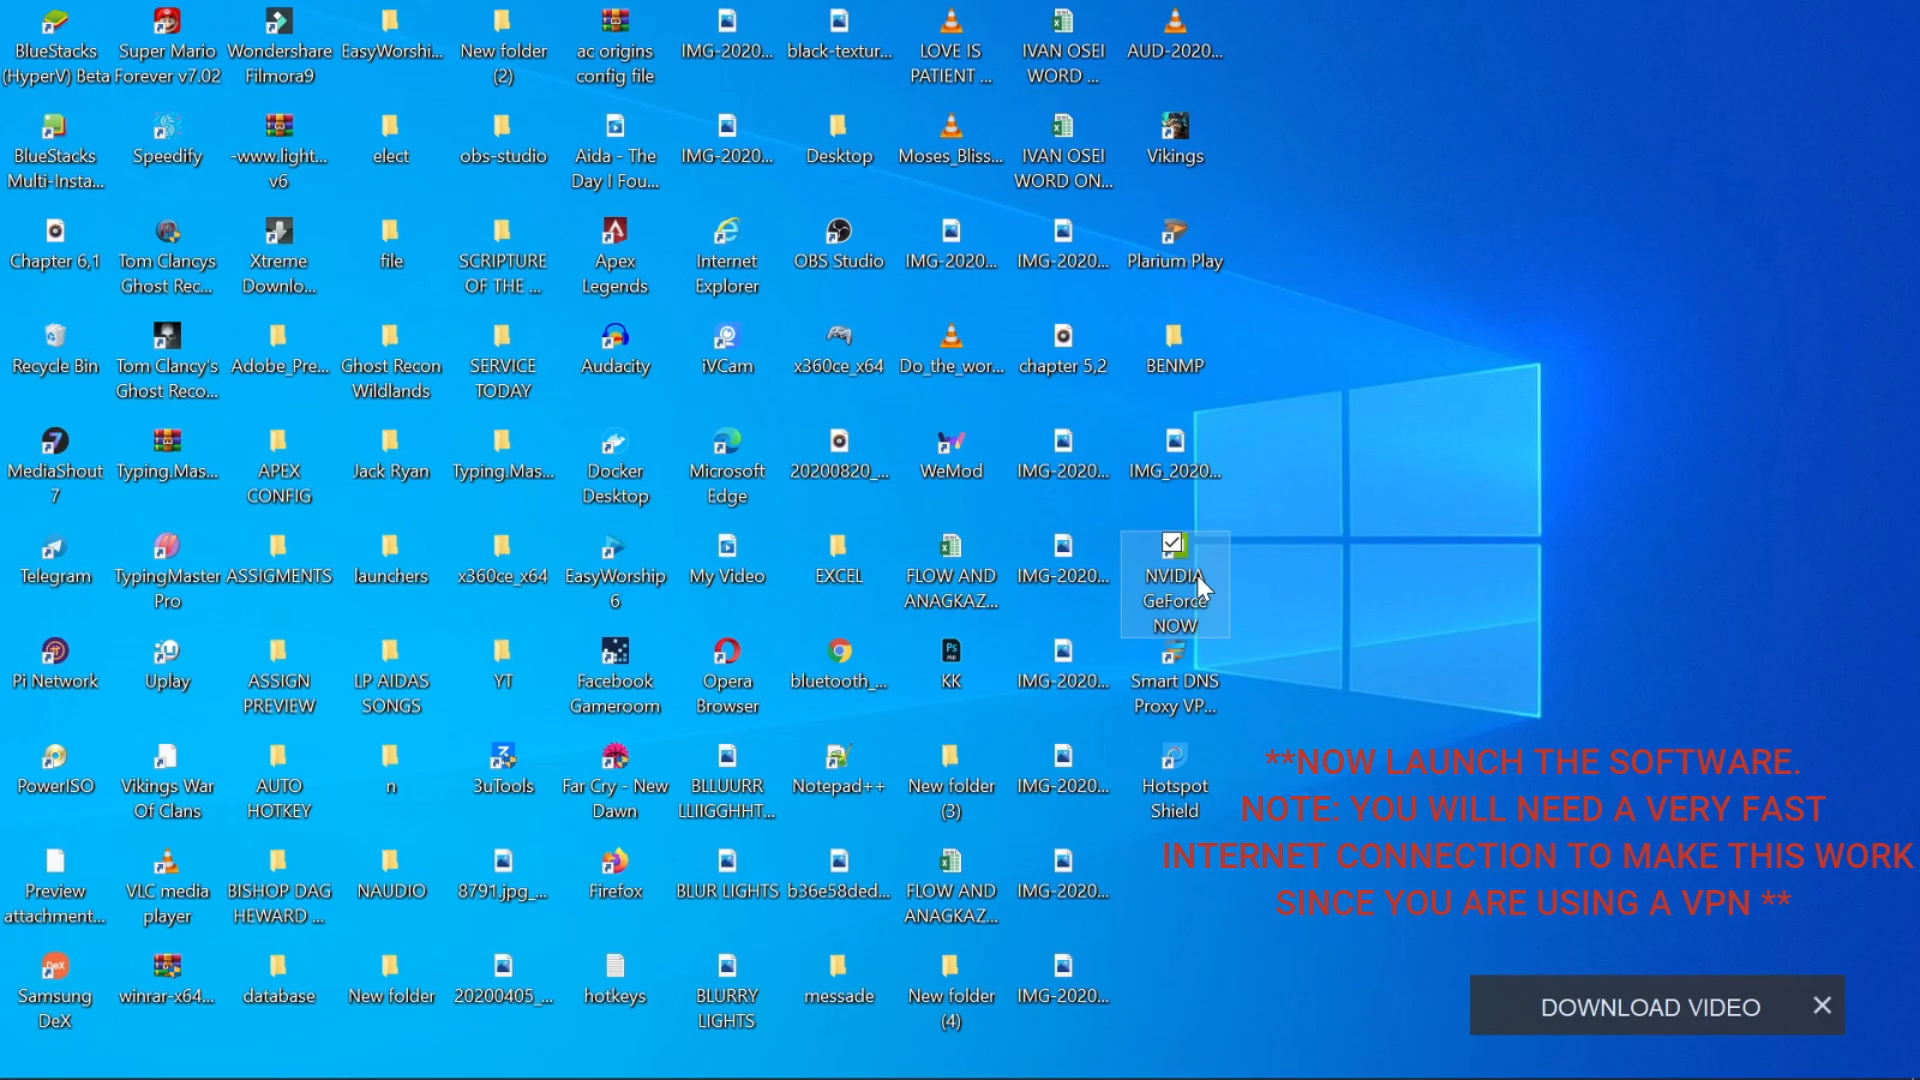 BlueStacks
(HyperV) Beta
Super Mario
Forever v7.02
Wondershare
Filmora9
EasyWorshi...
New folder
(2)
ac origins
config file
IMG-2020...
black-textur...
LOVE IS
PATIENT ...
IVAN OSEI
WORD ...
AUD-2020...
BlueStacks
Multi-Insta...
Speedify
-www.light...
v6
elect
obs-studio
Aida - The
Day I Fou...
IMG-2020...
Desktop
Moses_Bliss...
IVAN OSEI
WORD ON...
Vikings
Chapter 6,1
Tom Clancys
Ghost Rec...
Xtreme
Downlo...
file
SCRIPTURE
OF THE ...
Apex
Legends
Internet
Explorer
OBS Studio
IMG-2020...
IMG-2020...
Plarium Play
Recycle Bin
Tom Clancy's
Ghost Reco...
Adobe_Pre...
Ghost Recon
Wildlands
SERVICE
TODAY
Audacity
iVCam
x360ce_x64
Do_the_wor...
chapter 5,2
BENMP
MediaShout
7
Typing.Mas...
APEX
CONFIG
Jack Ryan
Typing.Mas...
Docker
Desktop
Microsoft
Edge
20200820_...
WeMod
IMG-2020...
IMG_2020...
Telegram
TypingMaster
Pro
ASSIGMENTS
launchers
x360ce_x64
EasyWorship
6
My Video
EXCEL
FLOW AND
ANAGKAZ...
IMG-2020...
NVIDIA
GeForce
NOW
Pi Network
Uplay
ASSIGN
PREVIEW
LP AIDAS
SONGS
YT
Facebook
Gameroom
Opera
Browser
bluetooth_...
KK
IMG-2020...
Smart DNS
Proxy VP...
PowerISO
Vikings War
Of Clans
AUTO
HOTKEY
n
3uTools
Far Cry - New
Dawn
BLLUURR
LLIIGGHHT...
Notepad++
New folder
(3)
IMG-2020...
Hotspot
Shield
Preview
attachment...
VLC media
player
BISHOP DAG
HEWARD ...
NAUDIO
8791.jpg_...
Firefox
BLUR LIGHTS
b36e58ded...
FLOW AND
ANAGKAZ...
IMG-2020...
Samsung
DeX
winrar-x64...
database
New folder
20200405_...
hotkeys
BLURRY
LIGHTS
messade
New folder
(4)
IMG-2020...
**NOW LAUNCH THE SOFTWARE.
NOTE: YOU WILL NEED A VERY FAST
INTERNET CONNECTION TO MAKE THIS WORK
SINCE YOU ARE USING A VPN **
DOWNLOAD VIDEO